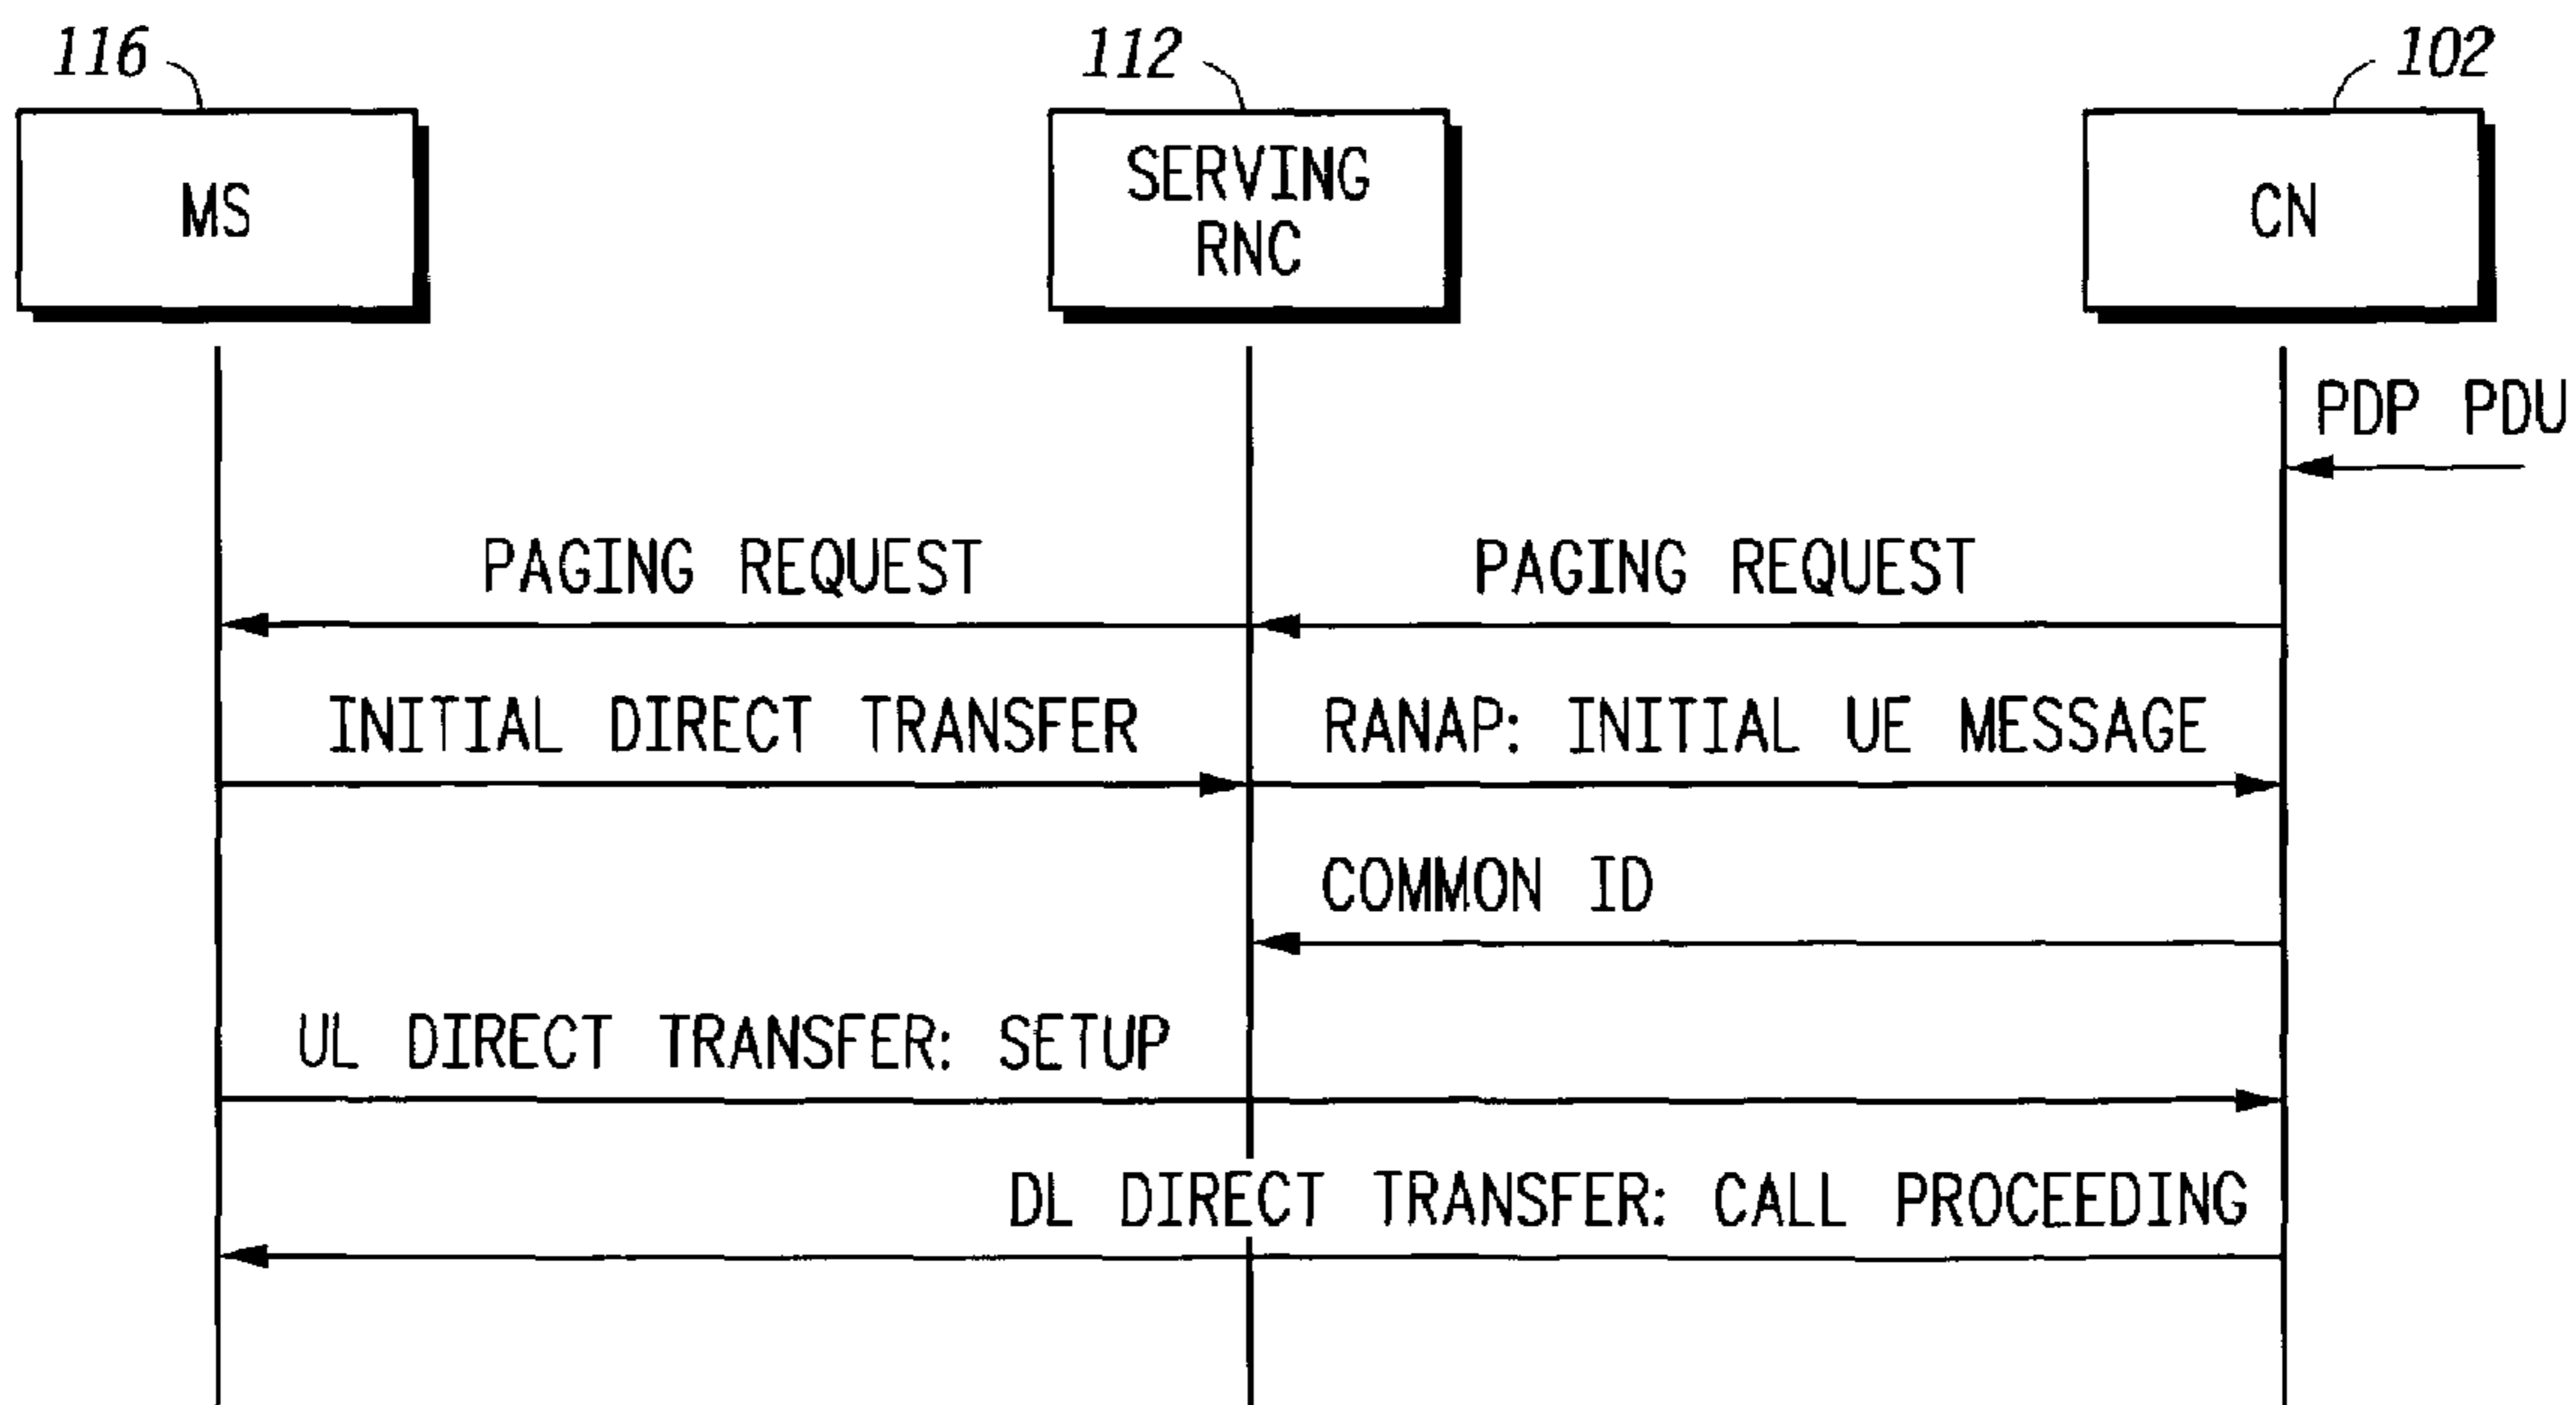 116
112
102
MS
SERVING
RNC
CN
PDP PDU
PAGING REQUEST
PAGING REQUEST
INITIAL DIRECT TRANSFER
RANAP: INITIAL UE MESSAGE
COMMON ID
UL DIRECT TRANSFER: SETUP
DL DIRECT TRANSFER: CALL PROCEEDING